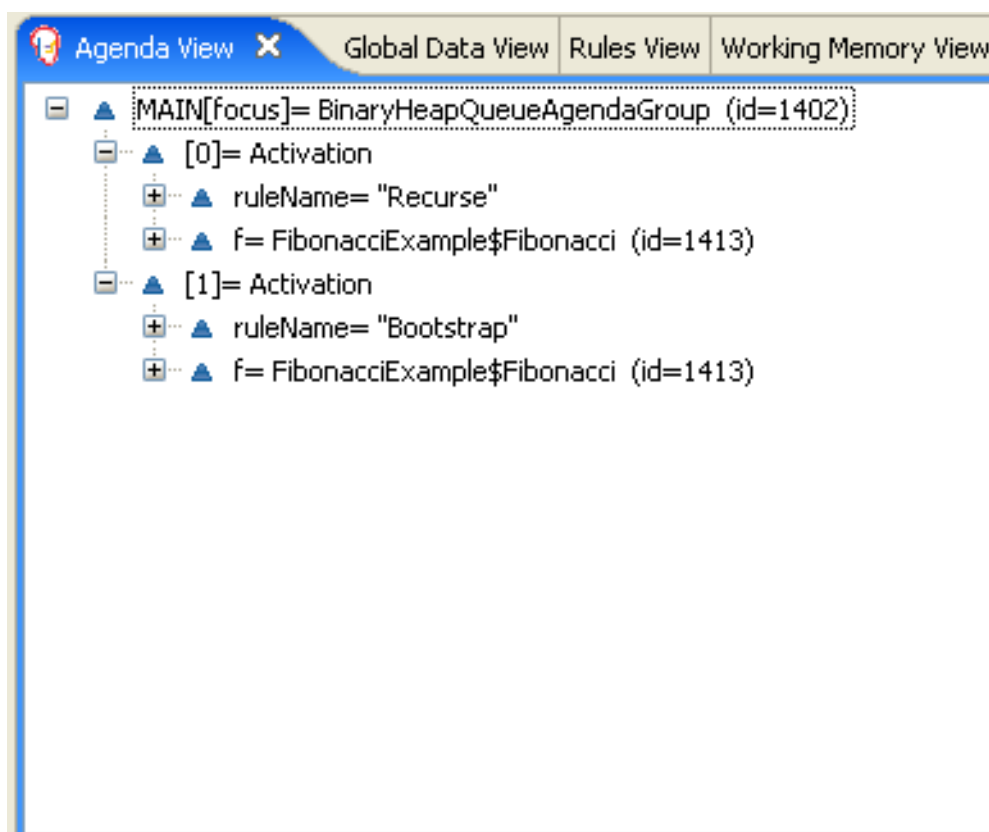 Agenda View Global Data View Rules View Working Memory View
MAIN[focus]= BinaryHeapQueueAgendaGroup (id=1402)
[0]= Activation
ruleName= "Recurse"
f= FibonacciExample$Fibonacci (id=1413)
[1]= Activation
ruleName= "Bootstrap"
f= FibonacciExample$Fibonacci (id=1413)